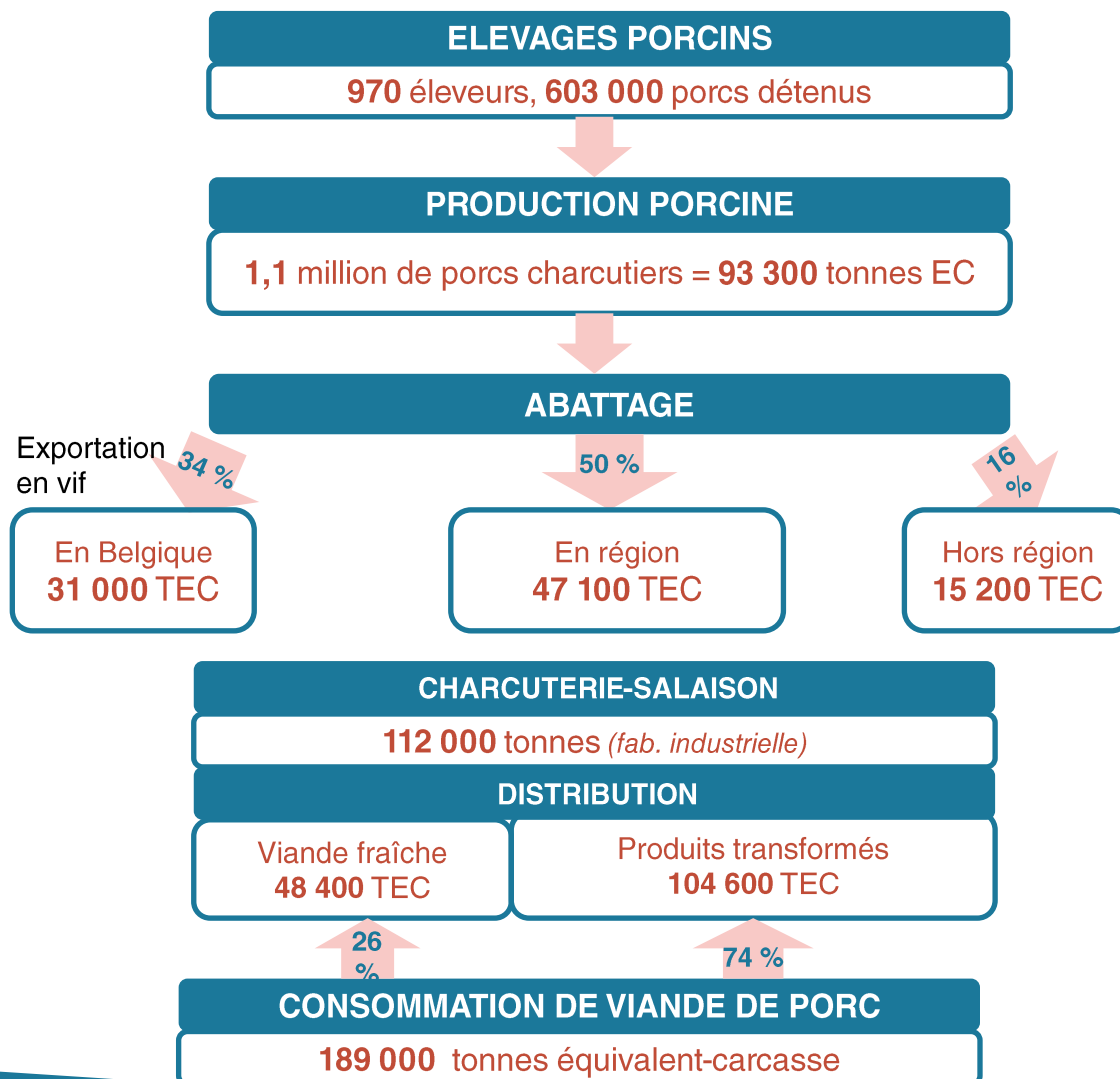 ELEVAGES PORCINS
970 éleveurs, 603 000 porcs détenus
PRODUCTION PORCINE
1,1 million de porcs charcutiers = 93 300 tonnes EC
ABATTAGE
Exportation
en vif
34 %
50 %
16
%
En Belgique
31 000 TEC
En région
47 100 TEC
Hors région
15 200 TEC
CHARCUTERIE-SALAISON
112 000 tonnes (fab. industrielle)
DISTRIBUTION
Viande fraîche
48 400 TEC
Produits transformés
104 600 TEC
26
%
74 %
CONSOMMATION DE VIANDE DE PORC
189 000 tonnes équivalent-carcasse